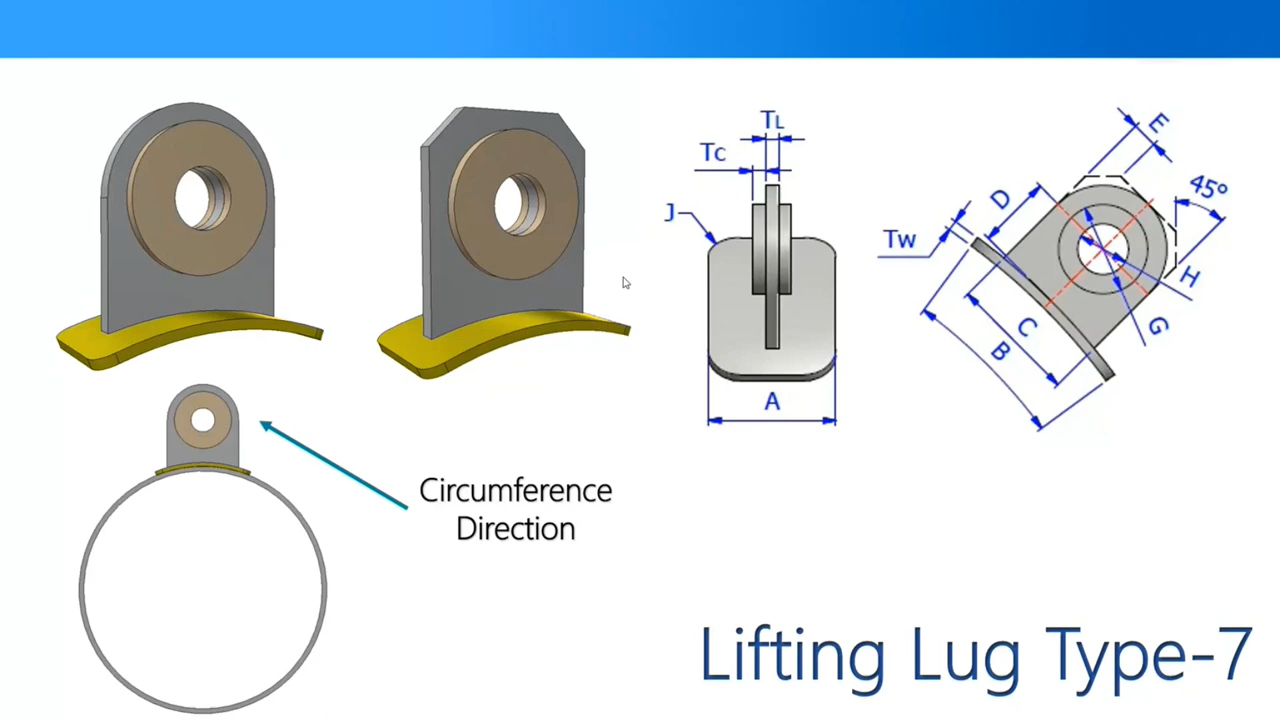 TL
Tc
J
A
E
45°
D
Tw
H
C
G
B
Circumference
Direction
Lifting Lug Type-7